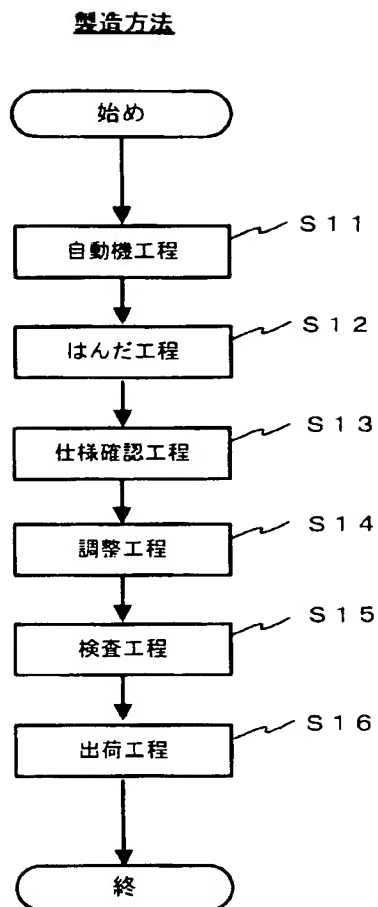 製造方法
始め
自動機工程
S11
はんだ工程
S12
仕様確認工程
S13
調整工程
S14
検査工程
S15
出荷工程
S16
終